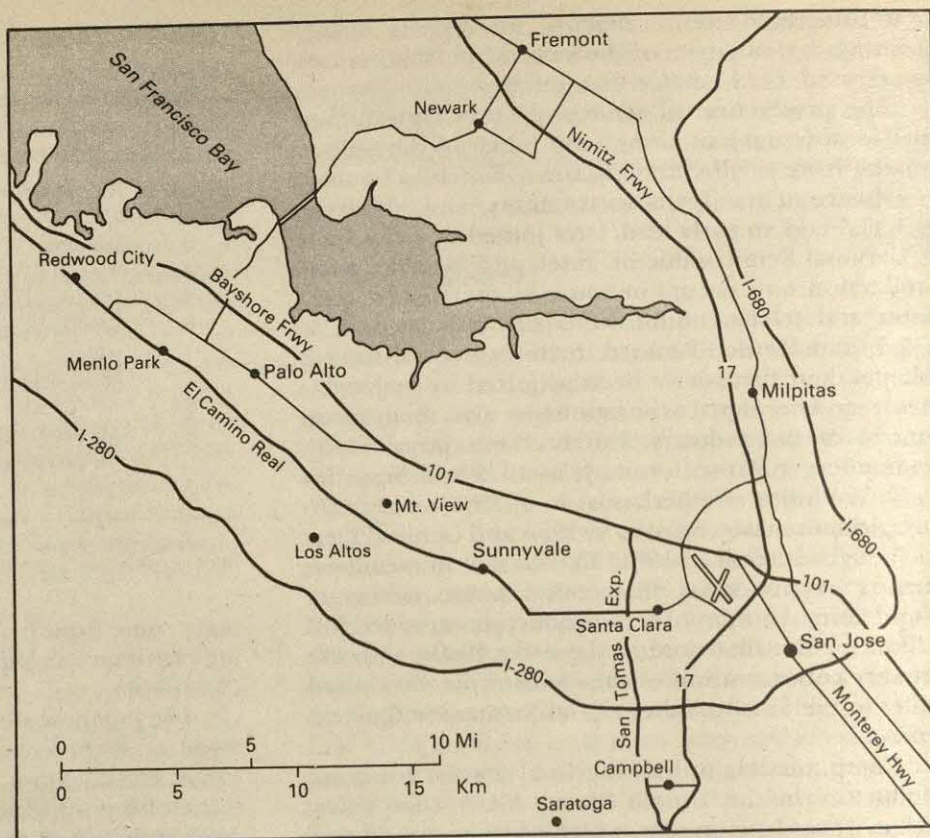 Fremont
San Francisco Bay
Newark
Nimitz Frwy
I-680
Redwood City
Bayshore Frwy
Menlo Park
Palo Alto
17
Milpitas
El Camino Real
I-280
101
Mt. View
Los Altos
Sunnyvale
I-680
101
San Tomas Exp.
Santa Clara
San Jose
I-280
17
Monterey Hwy
0 5 10 Mi
5 10 15 Km
Campbell
Saratoga